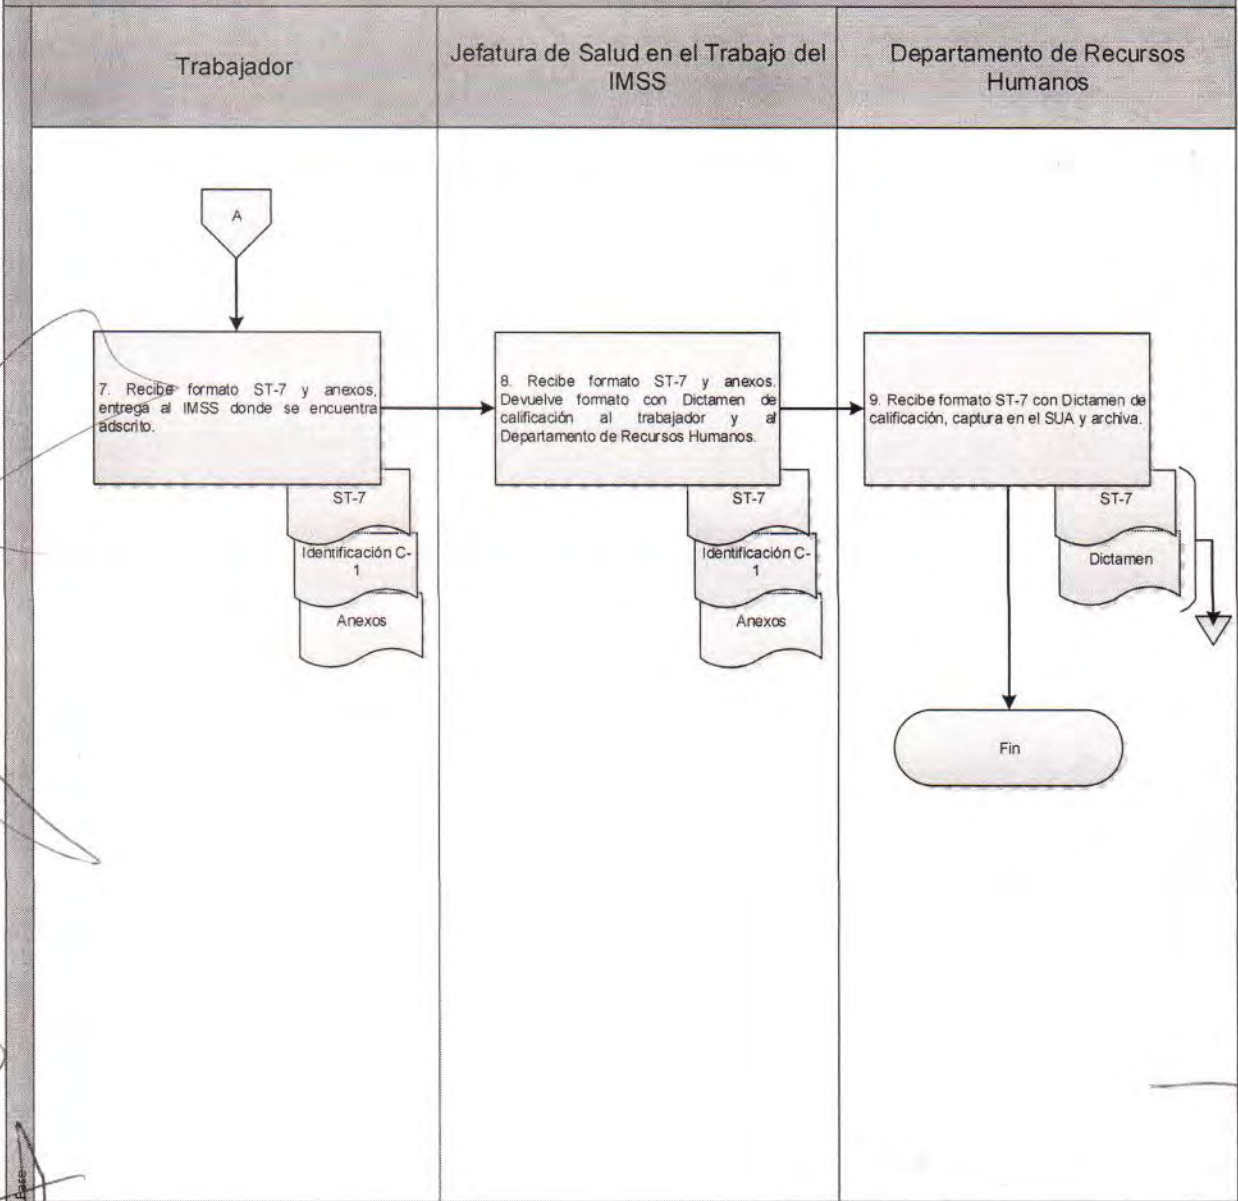 Trabajador
Jefatura de Salud en el Trabajo del
IMSS
Departamento de Recursos
Humanos
A
7. Recibe formato ST-7 y anexos,
entrega al IMSS donde se encuentra
adscrito.
8. Recibe formato ST-7 y anexos.
Devuelve formato con Dictamen de
calificación al trabajador y al
Departamento de Recursos Humanos.
9. Recibe formato ST-7 con Dictamen de
calificación, captura en el SUA y archiva.
ST-7
Identificación C-
1
Anexos
ST-7
Identificación C-
1
Anexos
ST-7
Dictamen
Fin
Fase